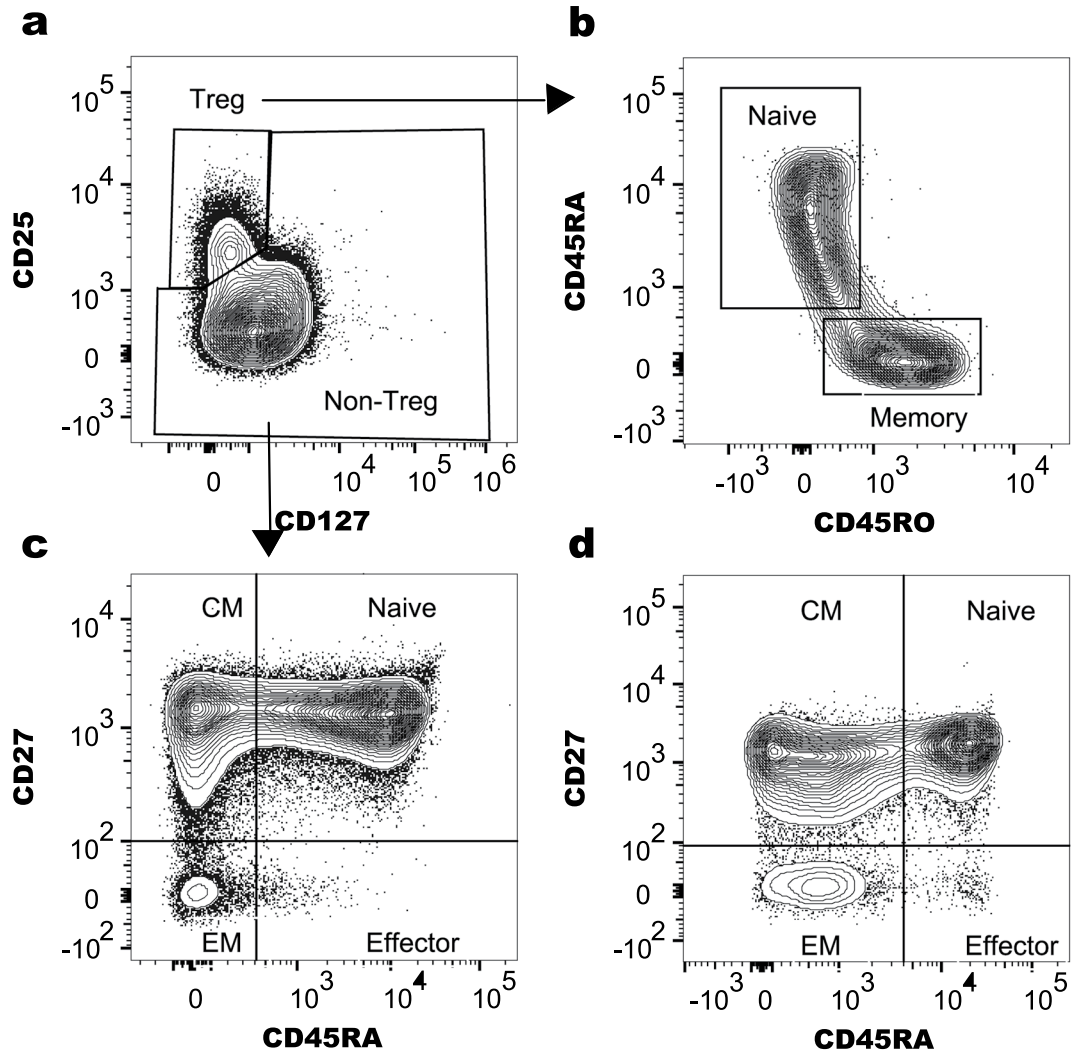 a
10^5
10^4
10^3
0
-10^3
CD25
Treg
Non-Treg
0
10^4
10^5
10^6
CD127
b
10^5
10^4
10^3
0
-10^3
CD45RA
Naive
Memory
-10^3
0
10^3
10^4
CD45RO
c
10^4
10^3
10^2
0
-10^2
CD27
CM
Naive
EM
Effector
0
10^3
10^4
10^5
CD45RA
d
10^5
10^4
10^3
10^2
0
-10^2
CD27
CM
Naive
EM
Effector
-10^3
0
10^3
10^4
10^5
CD45RA